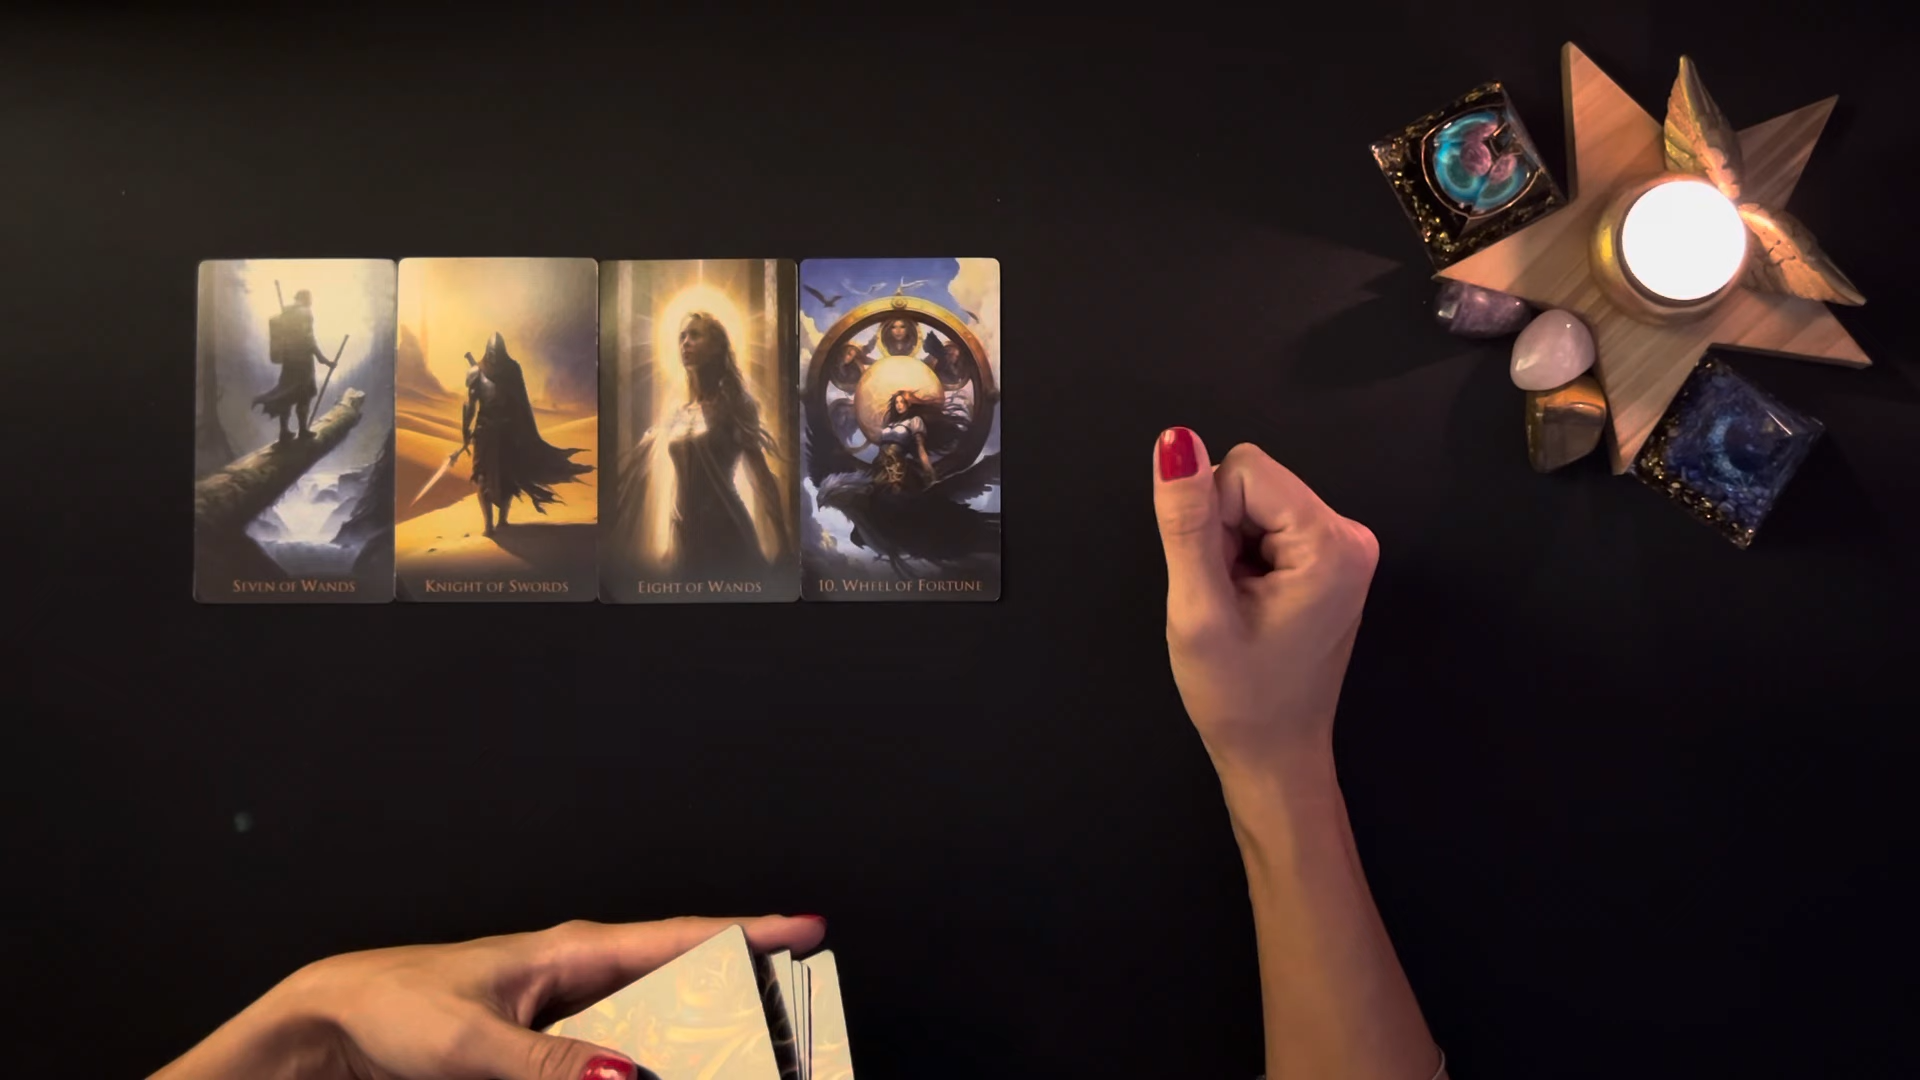 SEVEN OF WANDS
KNIGHT OF SWORDS
EIGHT OF WANDS
10. WHEEL OF FORTUNE